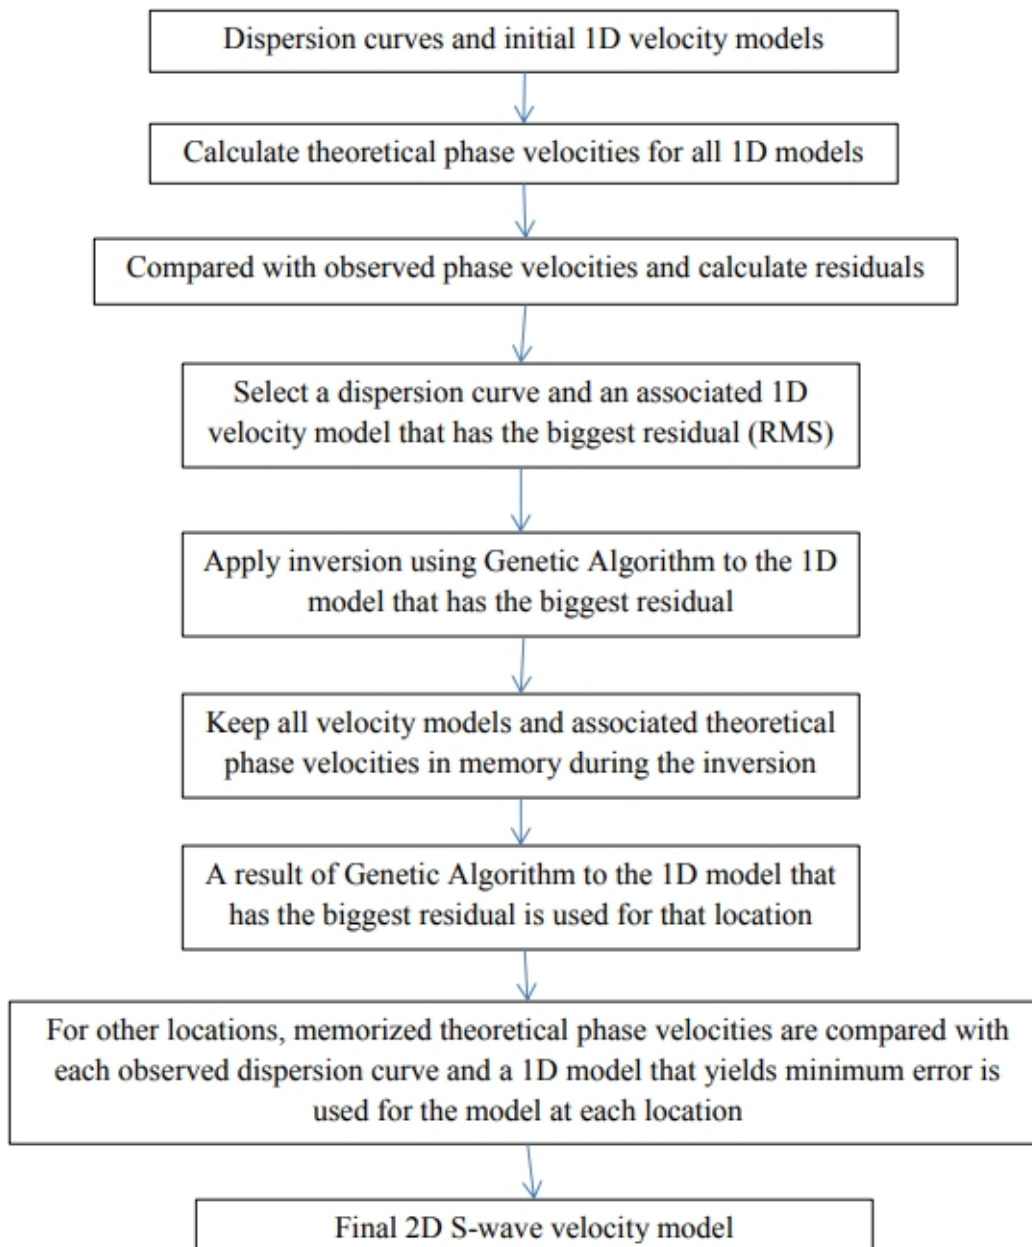 Dispersion curves and initial 1D velocity models
Calculate theoretical phase velocities for all 1D models
Compared with observed phase velocities and calculate residuals
Select a dispersion curve and an associated 1D
velocity model that has the biggest residual (RMS)
Apply inversion using Genetic Algorithm to the 1D
model that has the biggest residual
Keep all velocity models and associated theoretical
phase velocities in memory during the inversion
A result of Genetic Algorithm to the 1D model that
has the biggest residual is used for that location
For other locations, memorized theoretical phase velocities are compared with
each observed dispersion curve and a 1D model that yields minimum error is
used for the model at each location
Final 2D S-wave velocity model